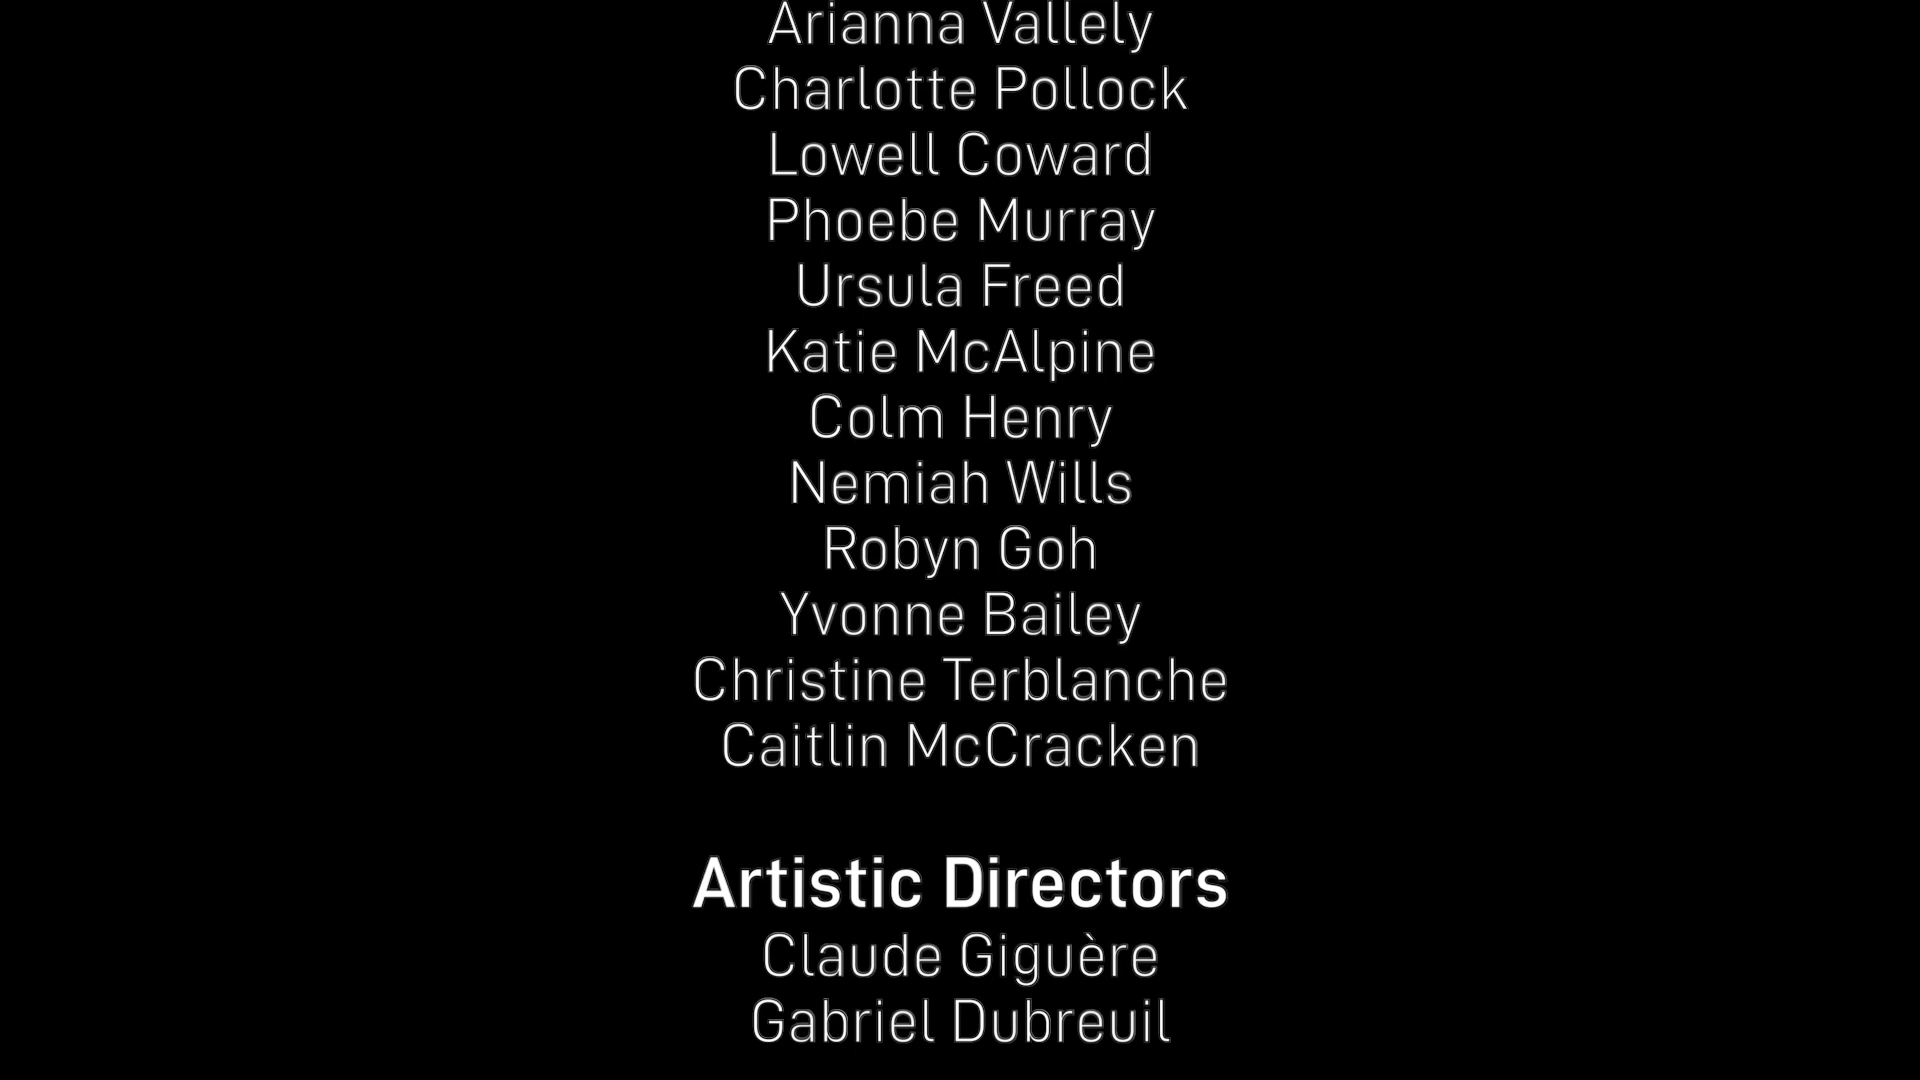 Arianna Vallely
Charlotte Pollock
Lowell Coward
Phoebe Murray
Ursula Freed
Katie McAlpine
Colm Henry
Nemiah Wills
Robyn Goh
Yvonne Bailey
Christine Terblanche
Caitlin McCracken
Artistic Directors
Claude Giguère
Gabriel Dubreuil